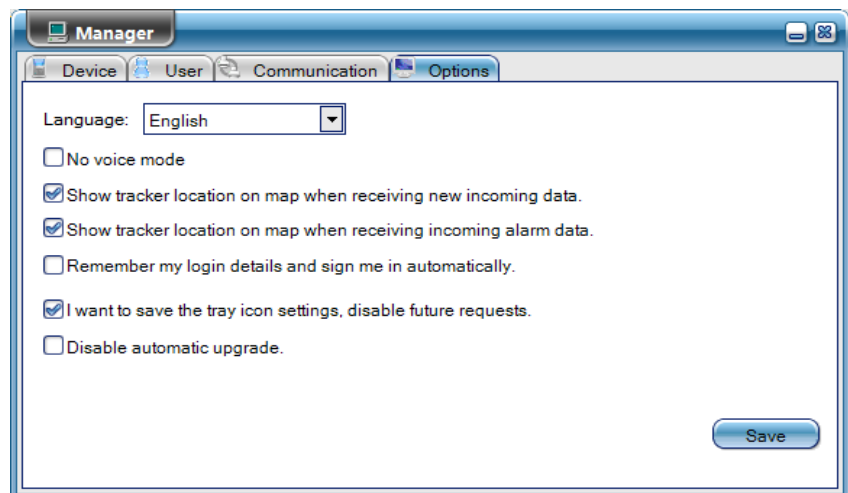 Manager
Device User Communication Options
Language: English
No voice mode
Show tracker location on map when receiving new incoming data.
Show tracker location on map when receiving incoming alarm data.
Remember my login details and sign me in automatically.
I want to save the tray icon settings, disable future requests.
Disable automatic upgrade.
Save